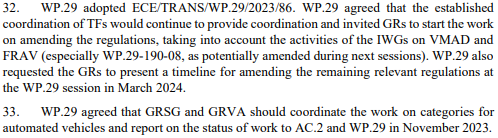 32. WP.29 adopted ECE/TRANS/WP.29/2023/86. WP.29 agreed that the established
coordination of TFs would continue to provide coordination and invited GRs to start the work
on amending the regulations, taking into account the activities of the IWGs on VMAD and
FRAV (especially WP.29-190-08, as potentially amended during next sessions). WP.29 also
requested the GRs to present a timeline for amending the remaining relevant regulations at
the WP.29 session in March 2024.
33. WP.29 agreed that GRSG and GRVA should coordinate the work on categories for
automated vehicles and report on the status of work to AC.2 and WP.29 in November 2023.